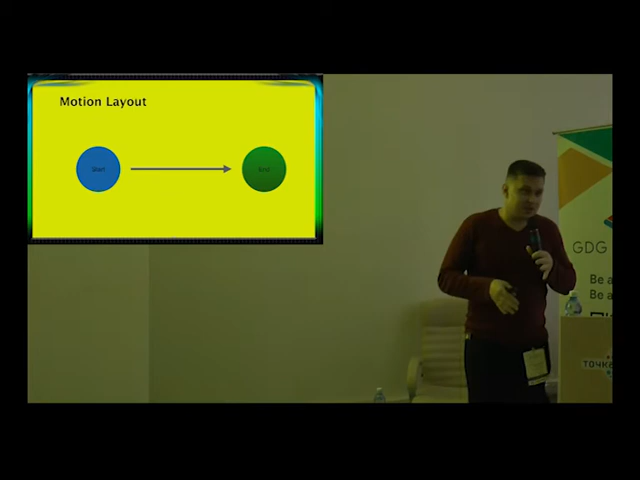 Motion Layout
Start
End
GDG
Be a
Be a
точка